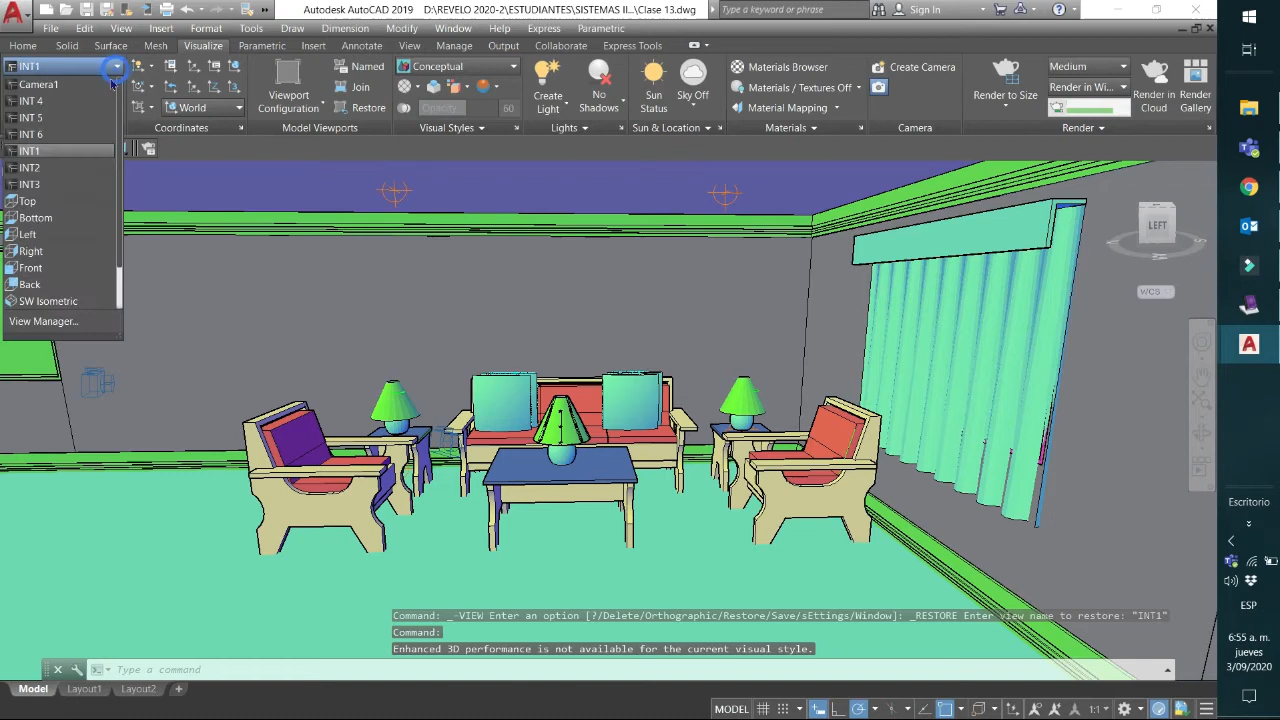 Autodesk AutoCAD 2019 D:\REVELO 2020-2\ESTUDIANTES\SISTEMAS II...\Clase 13.dwg
Type a keyword or phrase
Sign In
File Edit View Insert Format Tools Draw Dimension Modify Window Help Express Parametric
Home Solid Surface Mesh Visualize Parametric Insert Annotate View Manage Output Collaborate Express Tools
INT1
Camera1
INT 4
INT 5
INT 6
INT1
INT2
INT3
Top
Bottom
Left
Right
Front
Back
SW Isometric
View Manager...
World
Coordinates
Viewport
Configuration
Named
Join
Restore
Model Viewports
Conceptual
Opacity 60
Visual Styles
Create
Light
No
Shadows
Lights
Sun
Status
Sky Off
Sun & Location
Materials Browser
Materials / Textures Off
Material Mapping
Materials
Create Camera
Camera
Render to Size
Medium
Render in Wi...
Render in
Cloud
Render
Gallery
Render
LEFT
S
W
WCS
Command: _-VIEW Enter an option [?/Delete/Orthographic/Restore/Save/sEttings/Window]: _RESTORE Enter view name to restore: "INT1"
Command:
Enhanced 3D performance is not available for the current visual style.
Type a command
Model Layout1 Layout2 +
MODEL
1:1
Escritorio
ESP
6:55 a. m.
jueves
3/09/2020